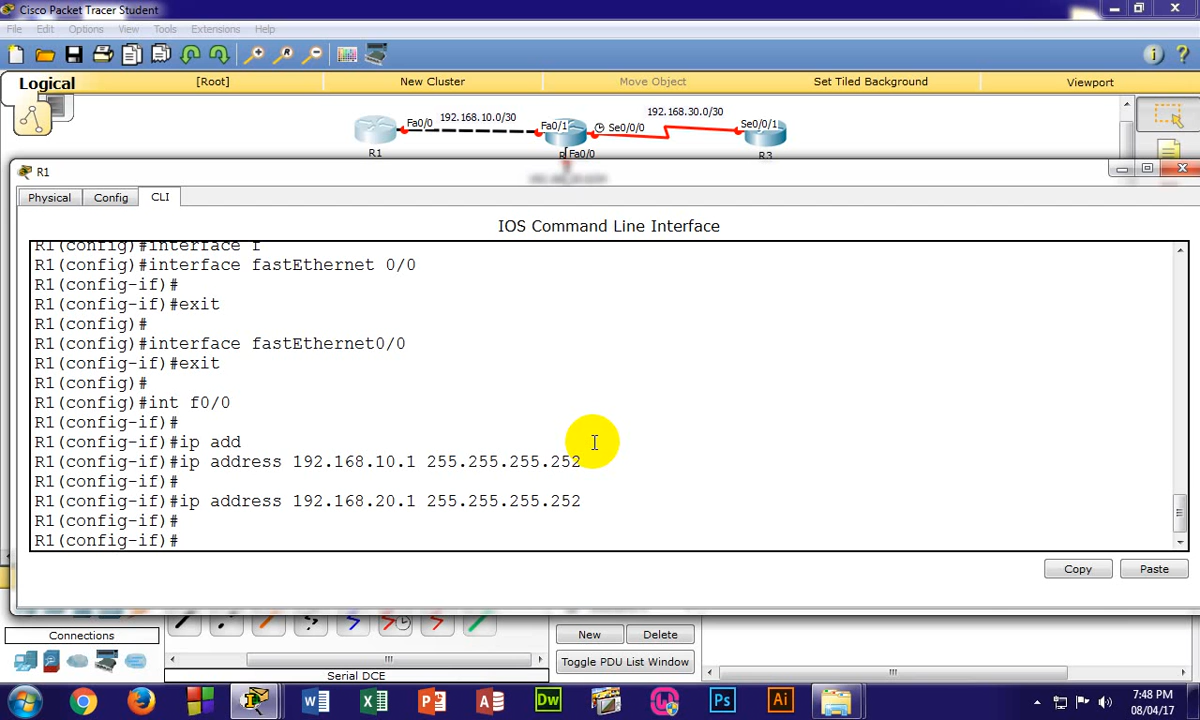 Cisco Packet Tracer Student
File Edit Options View Tools Extensions Help
Logical [Root] New Cluster Move Object Set Tiled Background Viewport
Fa0/0 192.168.10.0/30 Fa0/1 Se0/0/0 192.168.30.0/30 Se0/0/1
R1 Fa0/0 R3
R1
Physical Config CLI
IOS Command Line Interface
R1(config)#interface f
R1(config)#interface fastEthernet 0/0
R1(config-if)#
R1(config-if)#exit
R1(config)#
R1(config)#interface fastEthernet0/0
R1(config-if)#exit
R1(config)#
R1(config)#int f0/0
R1(config-if)#
R1(config-if)#ip add
R1(config-if)#ip address 192.168.10.1 255.255.255.252
R1(config-if)#
R1(config-if)#ip address 192.168.20.1 255.255.255.252
R1(config-if)#
R1(config-if)#
Copy Paste
Connections New Delete
Toggle PDU List Window
Serial DCE
7:48 PM
08/04/17